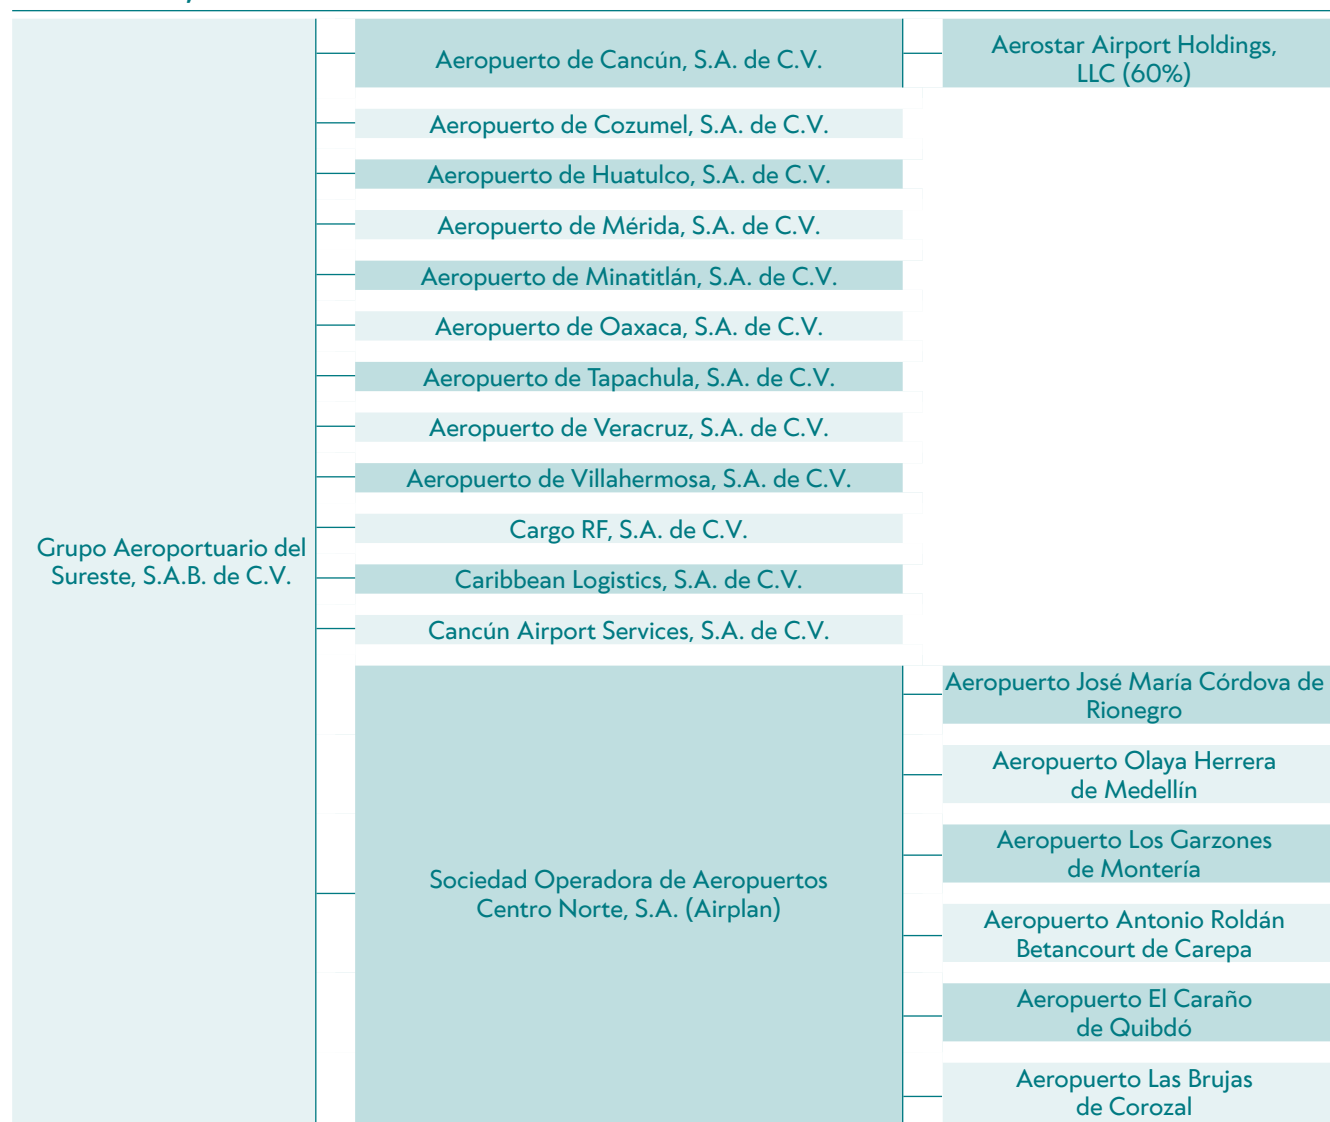 Grupo Aeroportuario del
Sureste, S.A.B. de C.V.
Aeropuerto de Cancún, S.A. de C.V.
Aerostar Airport Holdings,
LLC (60%)
Aeropuerto de Cozumel, S.A. de C.V.
Aeropuerto de Huatulco, S.A. de C.V.
Aeropuerto de Mérida, S.A. de C.V.
Aeropuerto de Minatitlán, S.A. de C.V.
Aeropuerto de Oaxaca, S.A. de C.V.
Aeropuerto de Tapachula, S.A. de C.V.
Aeropuerto de Veracruz, S.A. de C.V.
Aeropuerto de Villahermosa, S.A. de C.V.
Cargo RF, S.A. de C.V.
Caribbean Logistics, S.A. de C.V.
Cancún Airport Services, S.A. de C.V.
Sociedad Operadora de Aeropuertos
Centro Norte, S.A. (Airplan)
Aeropuerto José María Córdova de
Rionegro
Aeropuerto Olaya Herrera
de Medellín
Aeropuerto Los Garzones
de Montería
Aeropuerto Antonio Roldán
Betancourt de Carepa
Aeropuerto El Caraño
de Quibdó
Aeropuerto Las Brujas
de Corozal